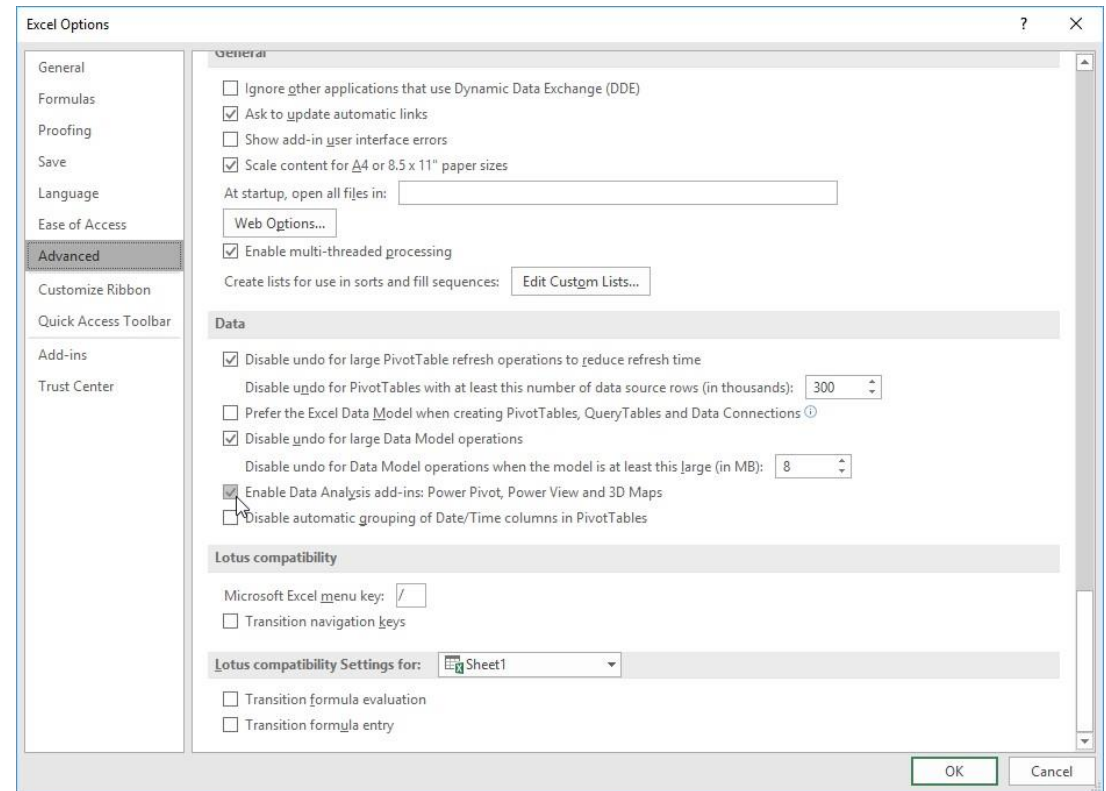 Excel Options
?
General
Formulas
Proofing
Save
Language
Ease of Access
Advanced
Customize Ribbon
Quick Access Toolbar
Add-ins
Trust Center
General
Ignore other applications that use Dynamic Data Exchange (DDE)
Ask to update automatic links
Show add-in user interface errors
Scale content for A4 or 8.5 x 11" paper sizes
At startup, open all files in:
Web Options...
Enable multi-threaded processing
Create lists for use in sorts and fill sequences: Edit Custom Lists...
Data
Disable undo for large PivotTable refresh operations to reduce refresh time
Disable undo for PivotTables with at least this number of data source rows (in thousands): 300
Prefer the Excel Data Model when creating PivotTables, QueryTables and Data Connections
Disable undo for large Data Model operations
Disable undo for Data Model operations when the model is at least this large (in MB): 8
Enable Data Analysis add-ins: Power Pivot, Power View and 3D Maps
Disable automatic grouping of Date/Time columns in PivotTables
Lotus compatibility
Microsoft Excel menu key: /
Transition navigation keys
Lotus compatibility Settings for: Sheet1
Transition formula evaluation
Transition formula entry
OK Cancel